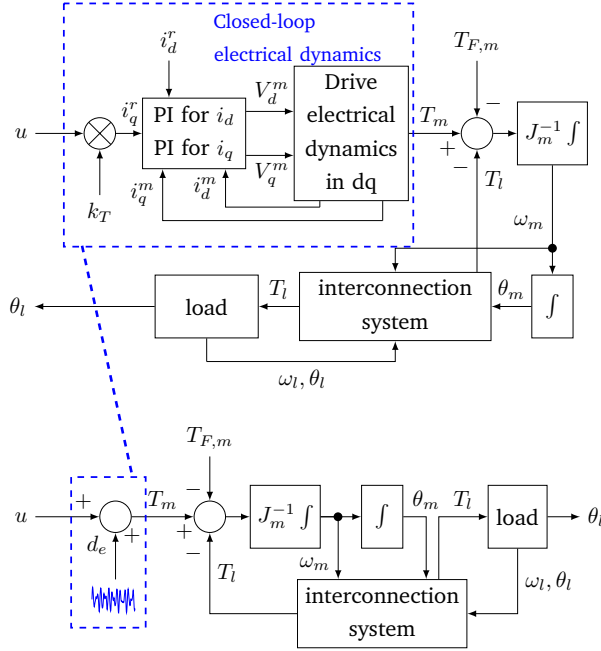 Closed-loop
electrical dynamics
i_d^r
T_{F,m}
V_d^m
Drive
electrical
dynamics
in dq
i_q^r
PI for i_d
PI for i_q
T_m
−
J_m^{-1} ∫
u
+
−
V_q^m
T_l
i_q^m
i_d^m
k_T
ω_m
θ_l
load
T_l
interconnection
system
θ_m
∫
ω_l, θ_l
T_{F,m}
u
+
+
d_e
T_m
−
+
−
J_m^{-1} ∫
∫
θ_m
T_l
load
θ_l
ω_m
T_l
ω_l, θ_l
interconnection
system